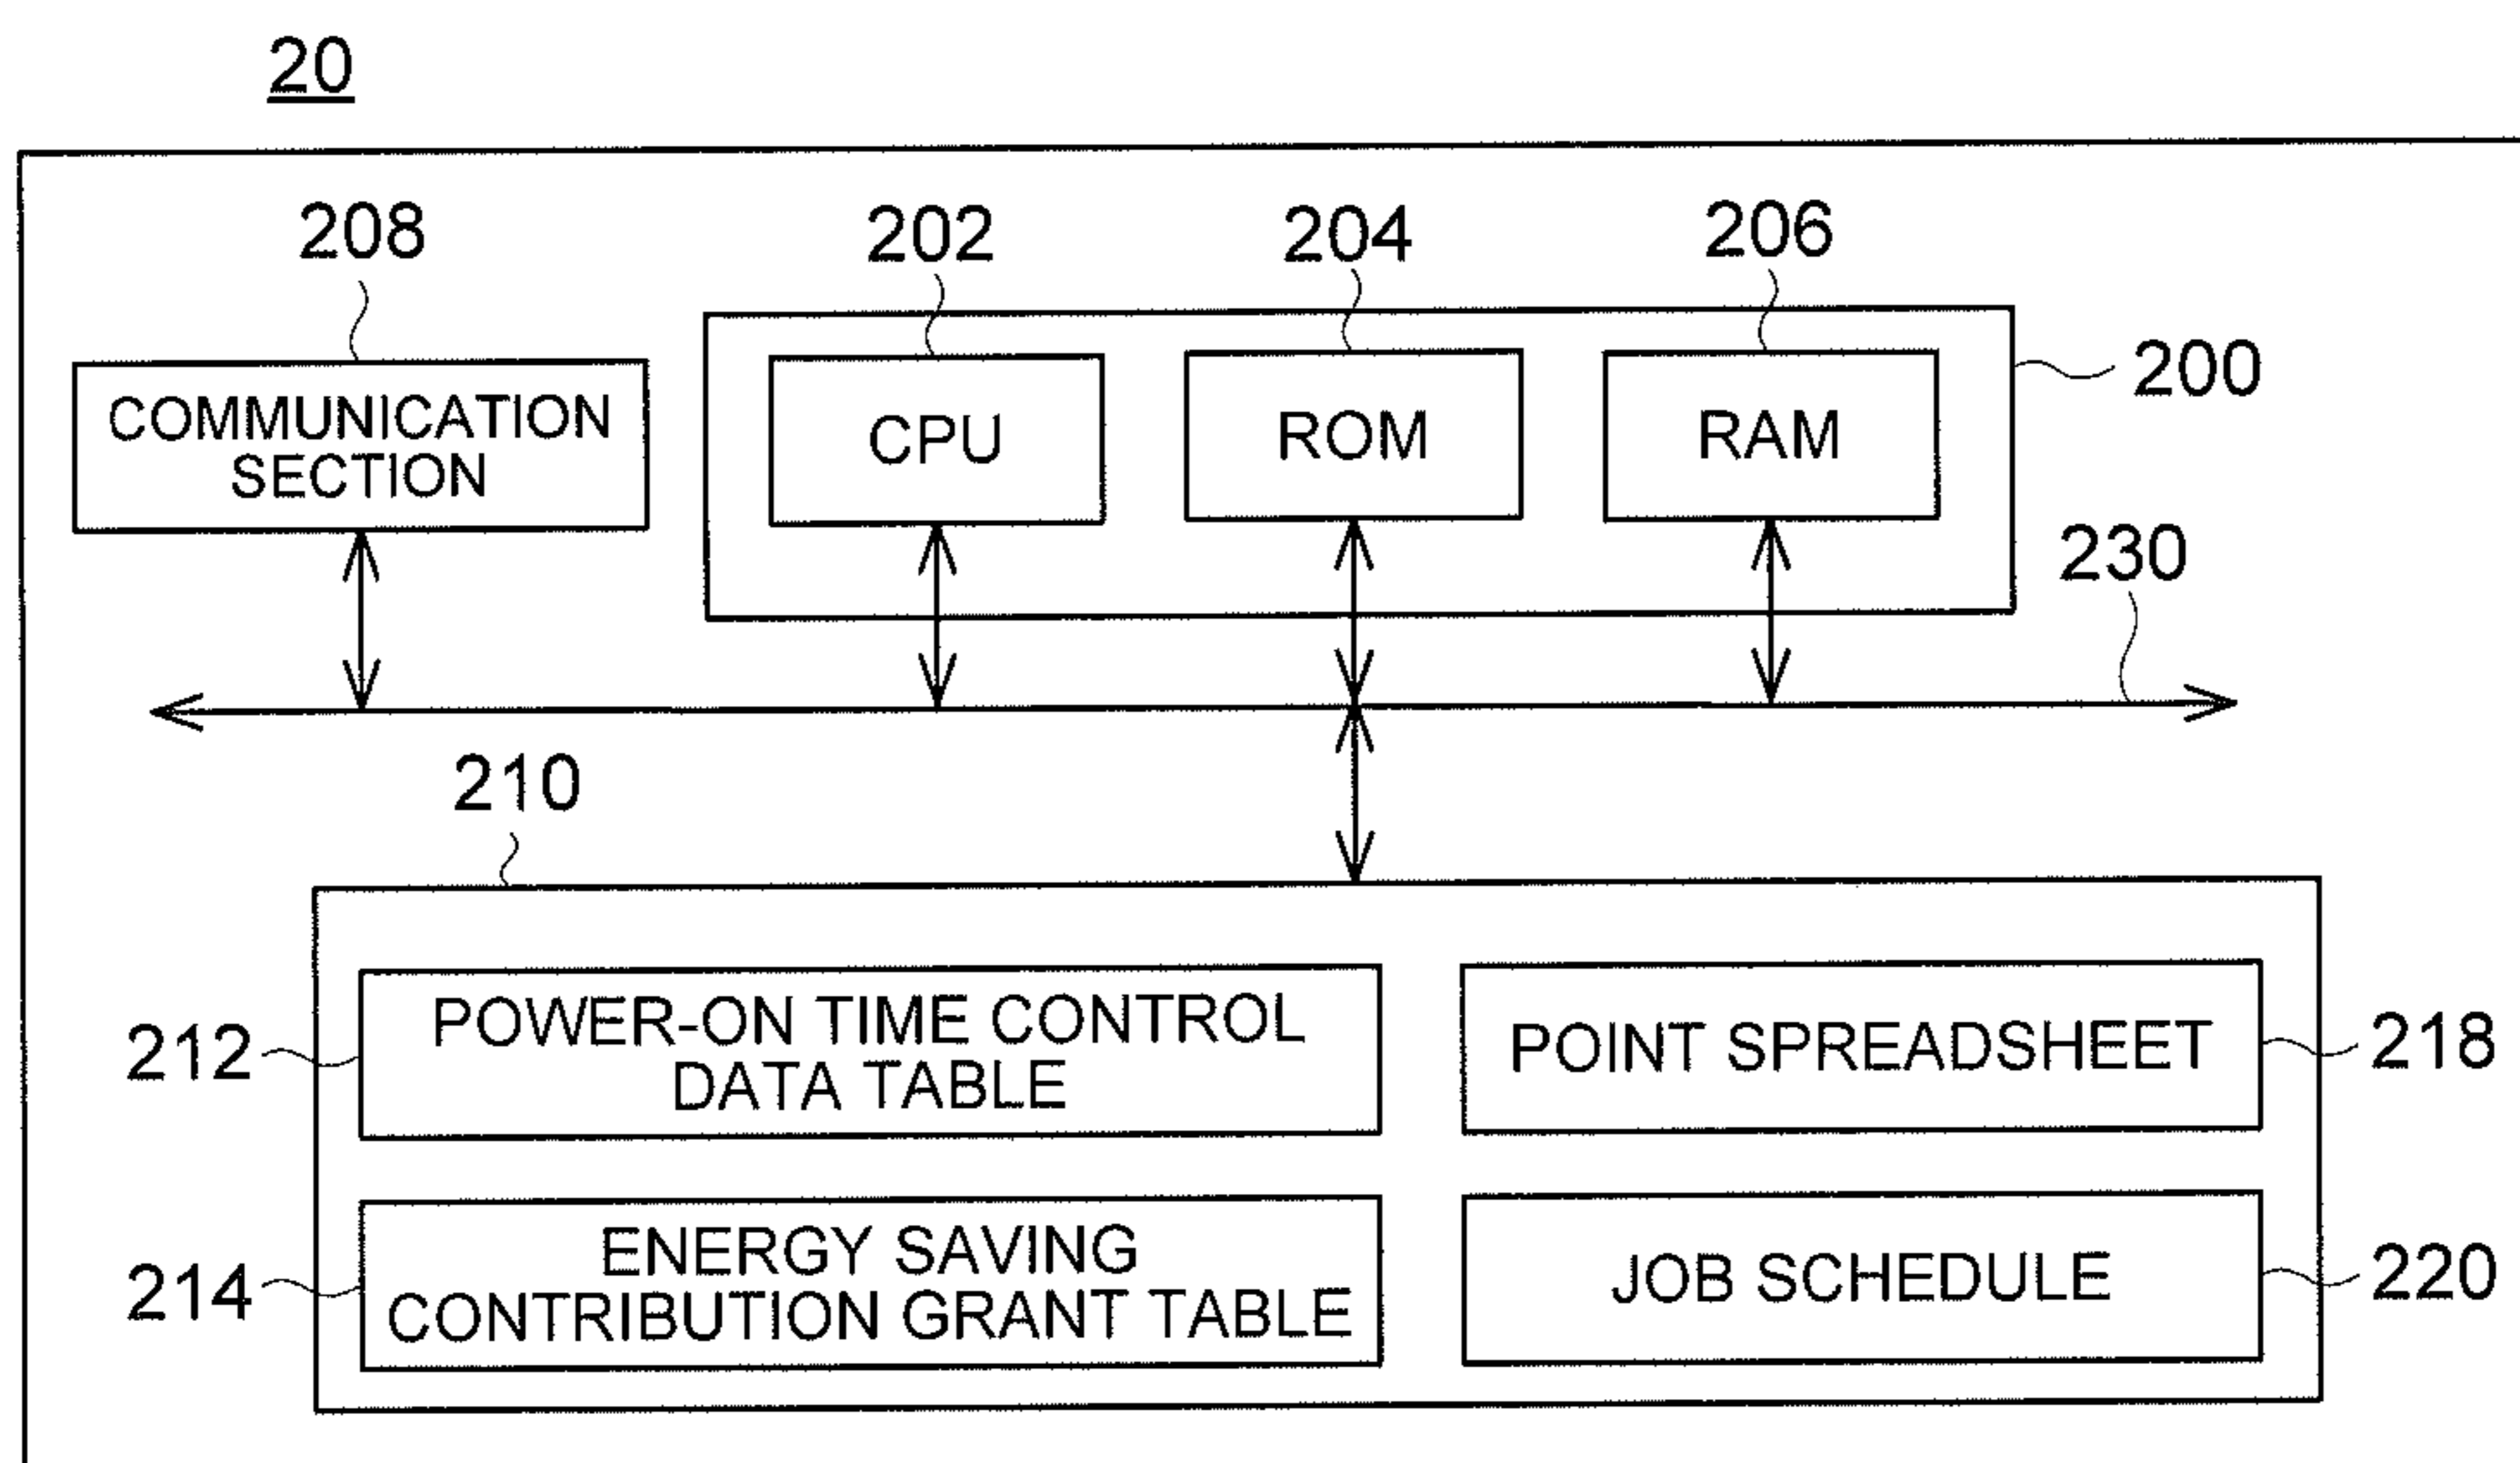 20
208
202
204
206
COMMUNICATION
SECTION
CPU
ROM
RAM
200
230
210
212
POWER-ON TIME CONTROL
DATA TABLE
POINT SPREADSHEET
218
214
ENERGY SAVING
CONTRIBUTION GRANT TABLE
JOB SCHEDULE
220